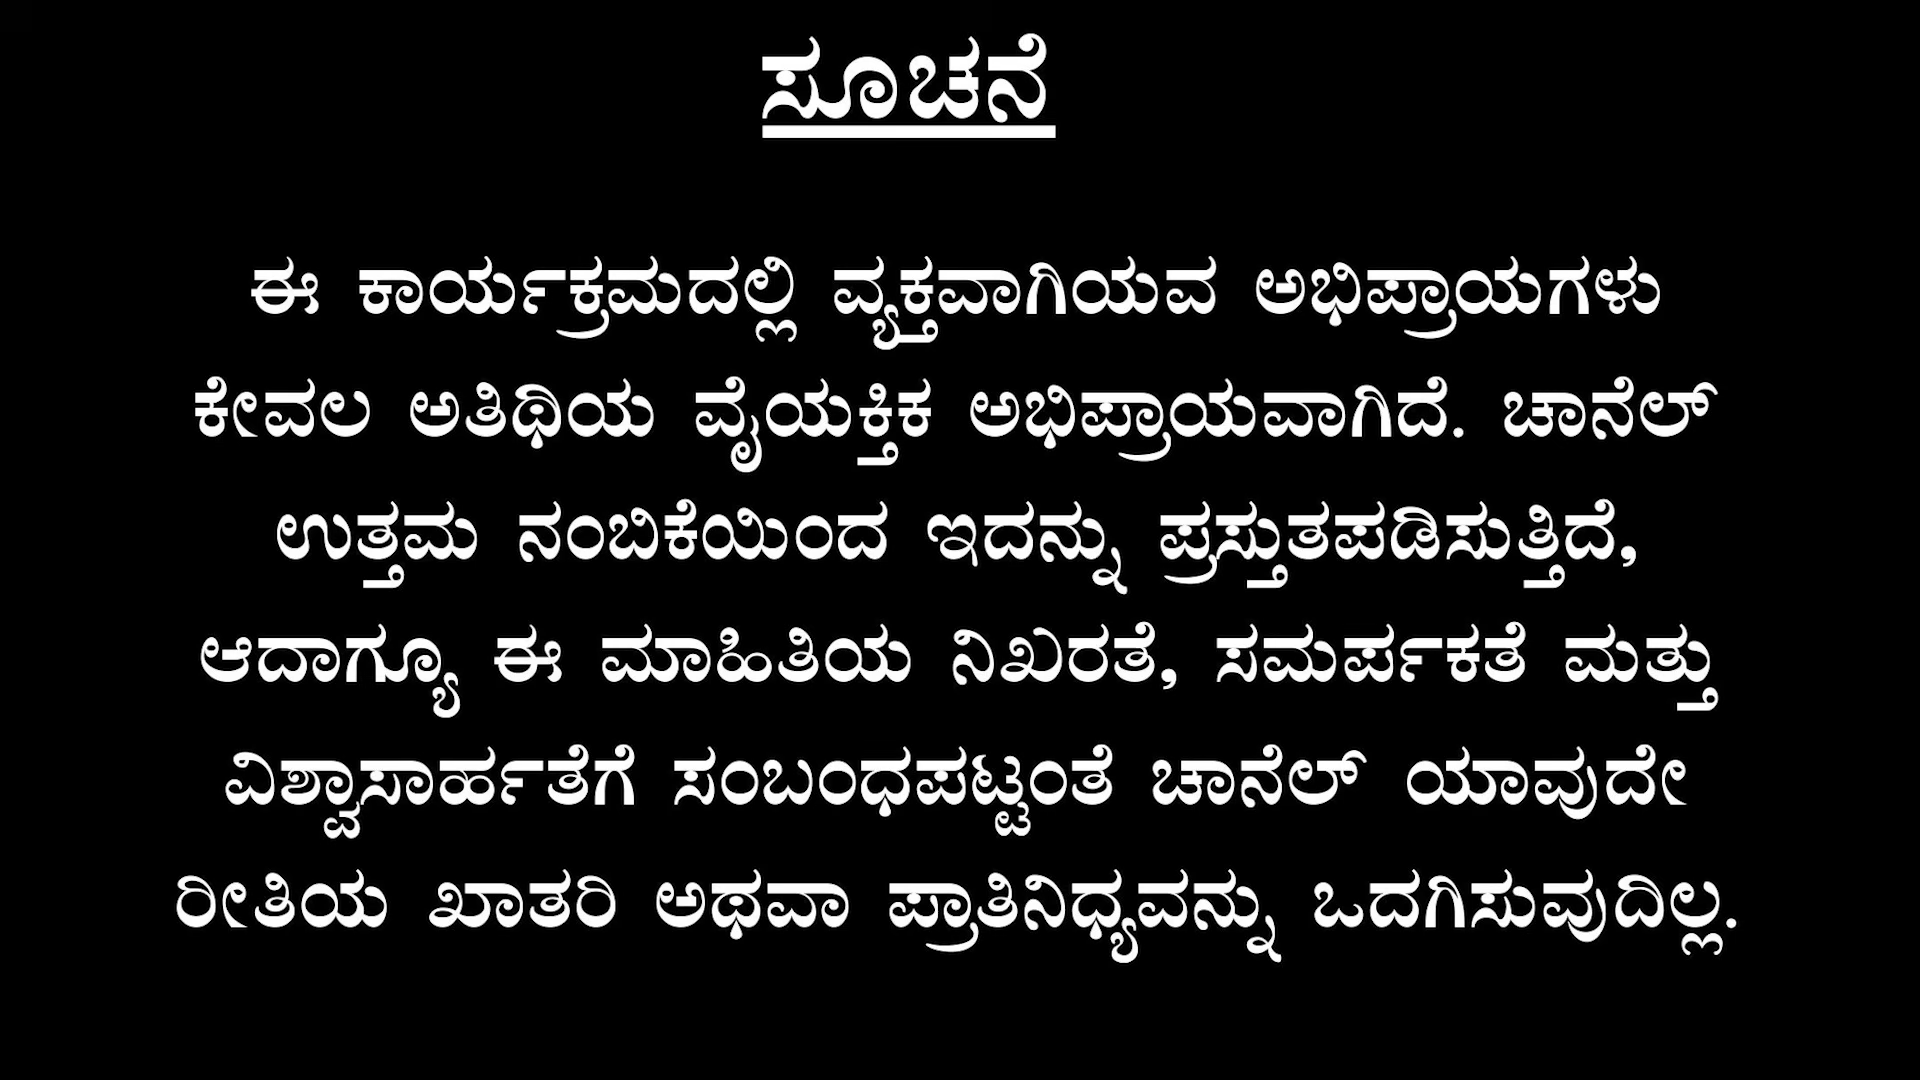 ಸೂಚನೆ
ಈ ಕಾರ್ಯಕ್ರಮದಲ್ಲಿ ವ್ಯಕ್ತವಾಗಿಯವ ಅಭಿಪ್ರಾಯಗಳು
ಕೇವಲ ಅತಿಥಿಯ ವೈಯಕ್ತಿಕ ಅಭಿಪ್ರಾಯವಾಗಿದೆ. ಚಾನೆಲ್
ಉತ್ತಮ ನಂಬಿಕೆಯಿಂದ ಇದನ್ನು ಪ್ರಸ್ತುತಪಡಿಸುತ್ತಿದೆ,
ಆದಾಗ್ಯೂ ಈ ಮಾಹಿತಿಯ ನಿಖರತೆ, ಸಮರ್ಪಕತೆ ಮತ್ತು
ವಿಶ್ವಾಸಾರ್ಹತೆಗೆ ಸಂಬಂಧಪಟ್ಟಂತೆ ಚಾನೆಲ್ ಯಾವುದೇ
ರೀತಿಯ ಖಾತರಿ ಅಥವಾ ಪ್ರಾತಿನಿಧ್ಯವನ್ನು ಒದಗಿಸುವುದಿಲ್ಲ.